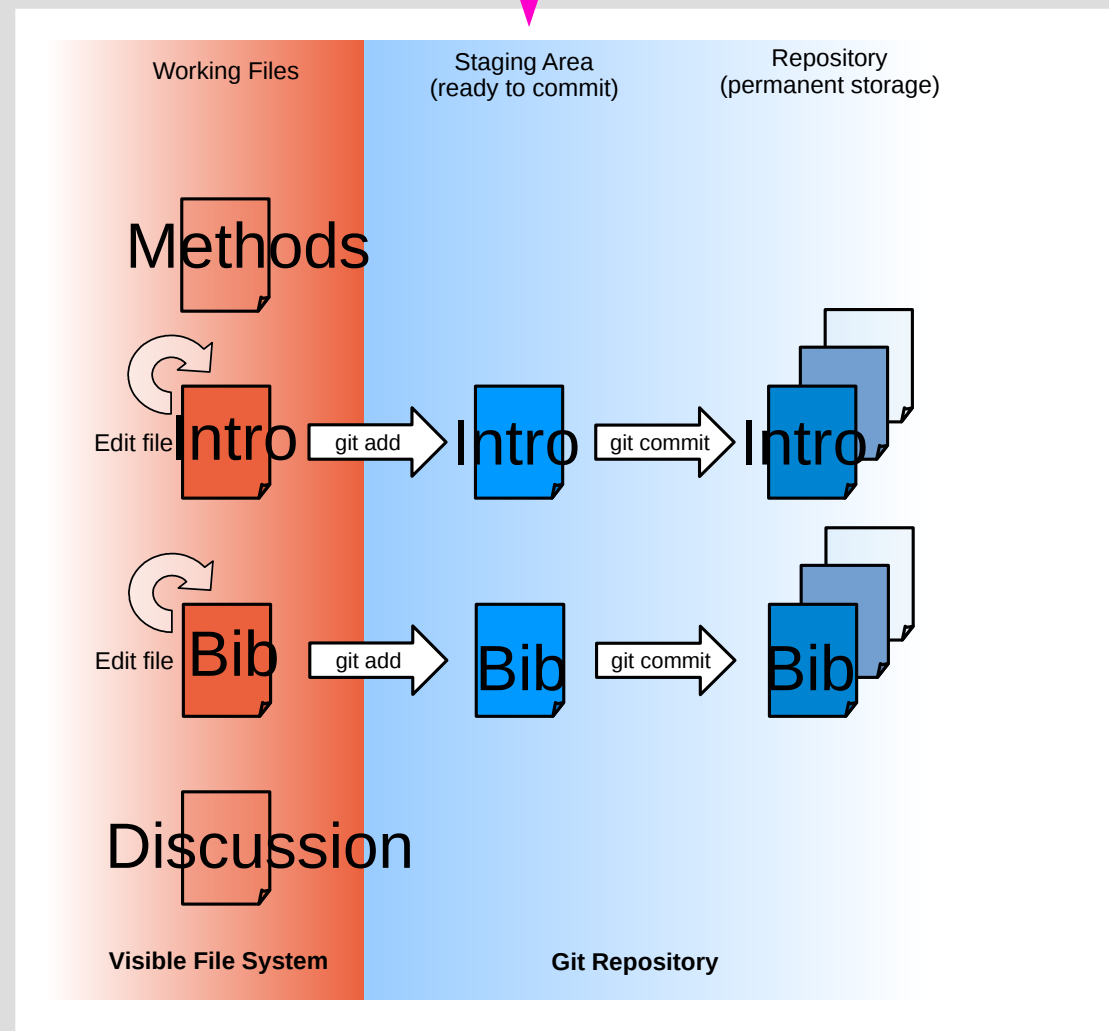 Working Files
Staging Area
(ready to commit)
Repository
(permanent storage)
Methods
Edit file
Intro
git add
Intro
git commit
Intro
Edit file
Bib
git add
Bib
git commit
Bib
Discussion
Visible File System
Git Repository